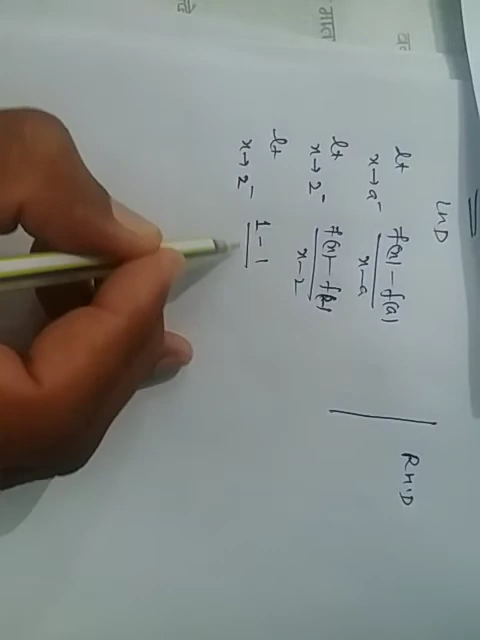 LHD RHD
lt f(x) - f(a)
x→a⁻ x-a
lt f(x) - f(2)
x→2⁻ x-2
lt 1 - 1
x→2⁻